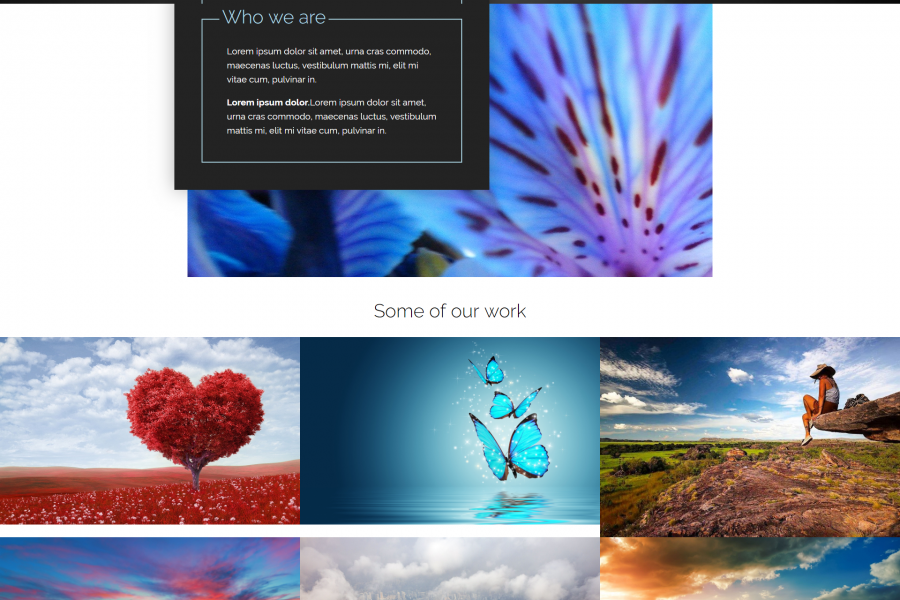 Who we are
Lorem ipsum dolor sit amet, urna cras commodo,
maecenas luctus, vestibulum mattis mi, elit mi
vitae cum, pulvinar in.
Lorem ipsum dolor.Lorem ipsum dolor sit amet,
urna cras commodo, maecenas luctus, vestibulum
mattis mi, elit mi vitae cum, pulvinar in.
Some of our work